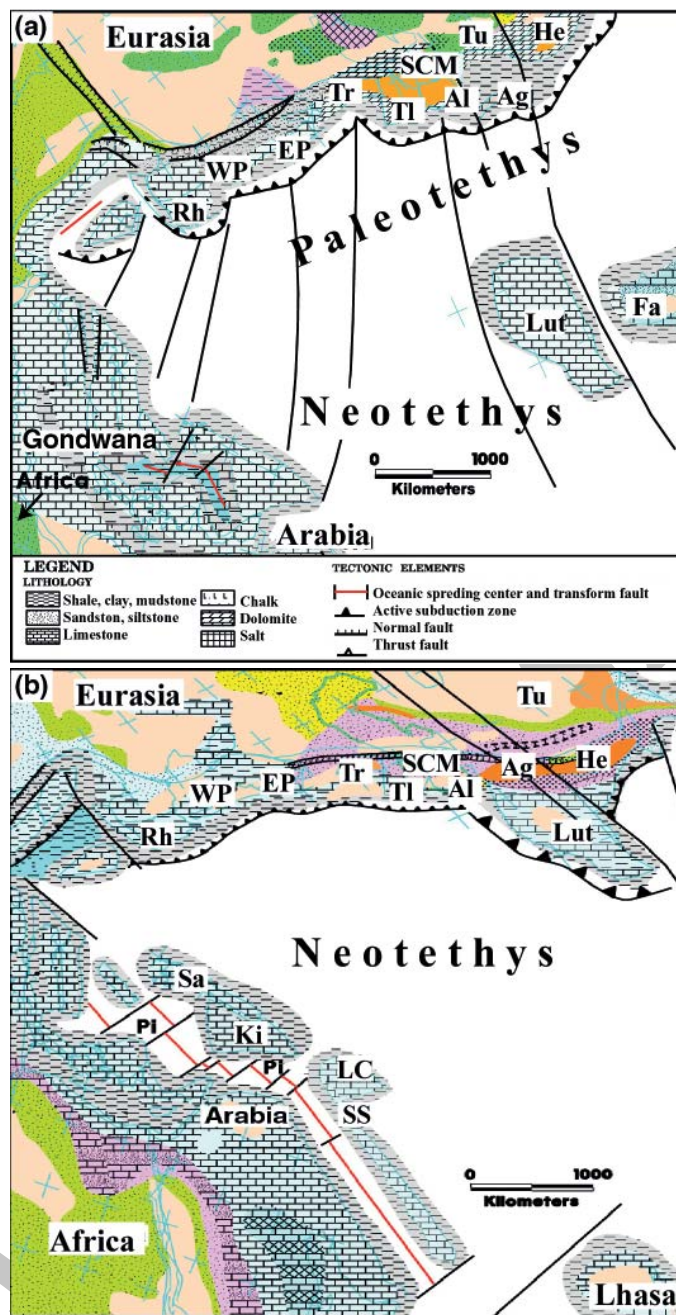 (a)
Eurasia
Tu
He
SCM
Tr
Tl
Al
Ag
EP
WP
Rh
Paleotethys
Lut
Fa
Neotethys
Gondwana
0 1000
Kilometers
Africa
Arabia
LEGEND
LITHOLOGY
Shale, clay, mudstone
Sandston, siltstone
Limestone
Chalk
Dolomite
Salt
TECTONIC ELEMENTS
Oceanic spreding center and transform fault
Active subduction zone
Normal fault
Thrust fault
(b)
Eurasia
Tu
SCM
Ag
He
Tr
EP
WP
Tl
Al
Rh
Lut
Neotethys
Sa
Pi
Ki
Pi
LC
Arabia
SS
0 1000
Kilometers
Africa
Lhasa